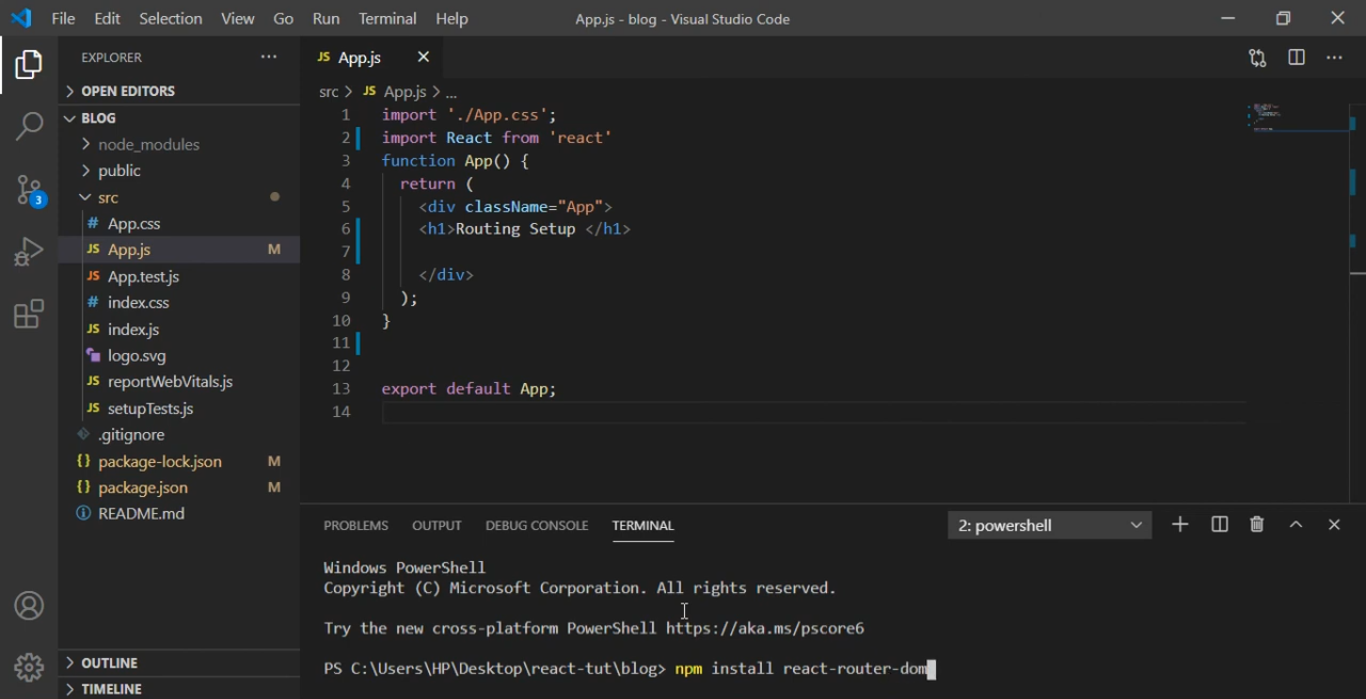 File Edit Selection View Go Run Terminal Help App.js - blog - Visual Studio Code
EXPLORER
OPEN EDITORS
BLOG
node_modules
public
src
# App.css
JS App.js M
JS App.test.js
# index.css
JS index.js
logo.svg
JS reportWebVitals.js
JS setupTests.js
.gitignore
{} package-lock.json M
{} package.json M
README.md
OUTLINE
TIMELINE
3
JS App.js
src > JS App.js > ...
1 import './App.css';
2 import React from 'react'
3 function App() {
4 return (
5 <div className="App">
6 <h1>Routing Setup </h1>
7
8 </div>
9 );
10 }
11
12
13 export default App;
14
PROBLEMS OUTPUT DEBUG CONSOLE TERMINAL 2: powershell
Windows PowerShell
Copyright (C) Microsoft Corporation. All rights reserved.
Try the new cross-platform PowerShell https://aka.ms/pscore6
PS C:\Users\HP\Desktop\react-tut\blog> npm install react-router-dom